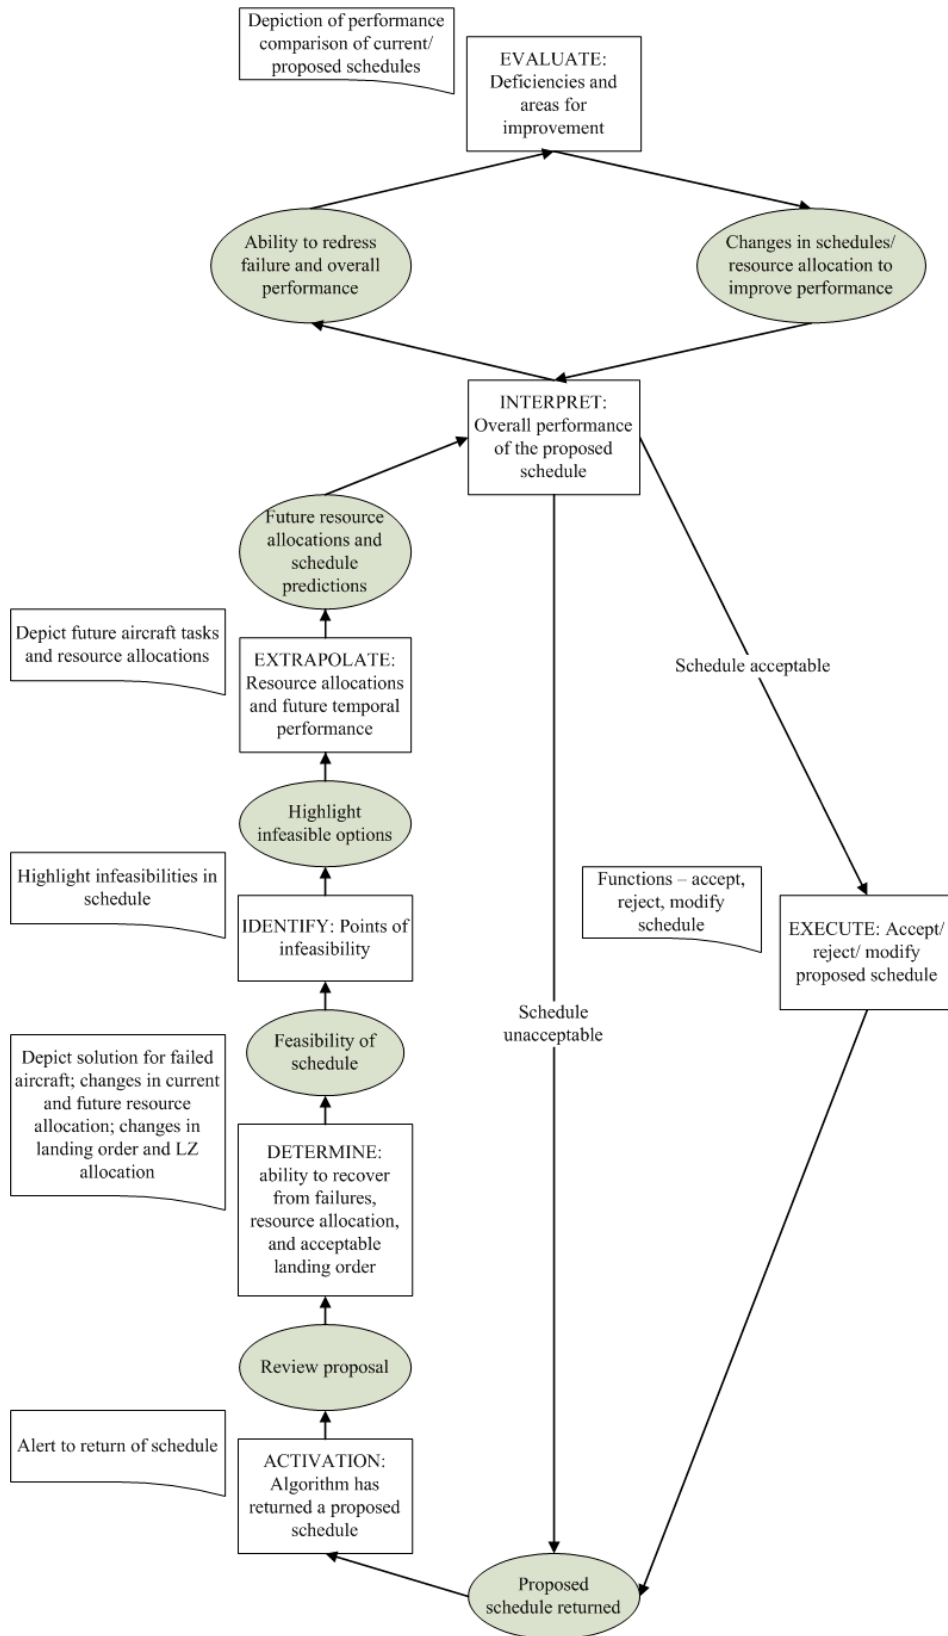 Depiction of performance
comparison of current/
proposed schedules
EVALUATE:
Deficiencies and
areas for
improvement
Ability to redress
failure and overall
performance
Changes in schedules/
resource allocation to
improve performance
INTERPRET:
Overall performance
of the proposed
schedule
Future resource
allocations and
schedule
predictions
Depict future aircraft tasks
and resource allocations
EXTRAPOLATE:
Resource allocations
and future temporal
performance
Schedule acceptable
Highlight
infeasible options
Highlight infeasibilities in
schedule
IDENTIFY: Points of
infeasibility
Functions – accept,
reject, modify
schedule
EXECUTE: Accept/
reject/ modify
proposed schedule
Schedule
unacceptable
Feasibility of
schedule
Depict solution for failed
aircraft; changes in current
and future resource
allocation; changes in
landing order and LZ
allocation
DETERMINE:
ability to recover
from failures,
resource allocation,
and acceptable
landing order
Review proposal
Alert to return of schedule
ACTIVATION:
Algorithm has
returned a proposed
schedule
Proposed
schedule returned